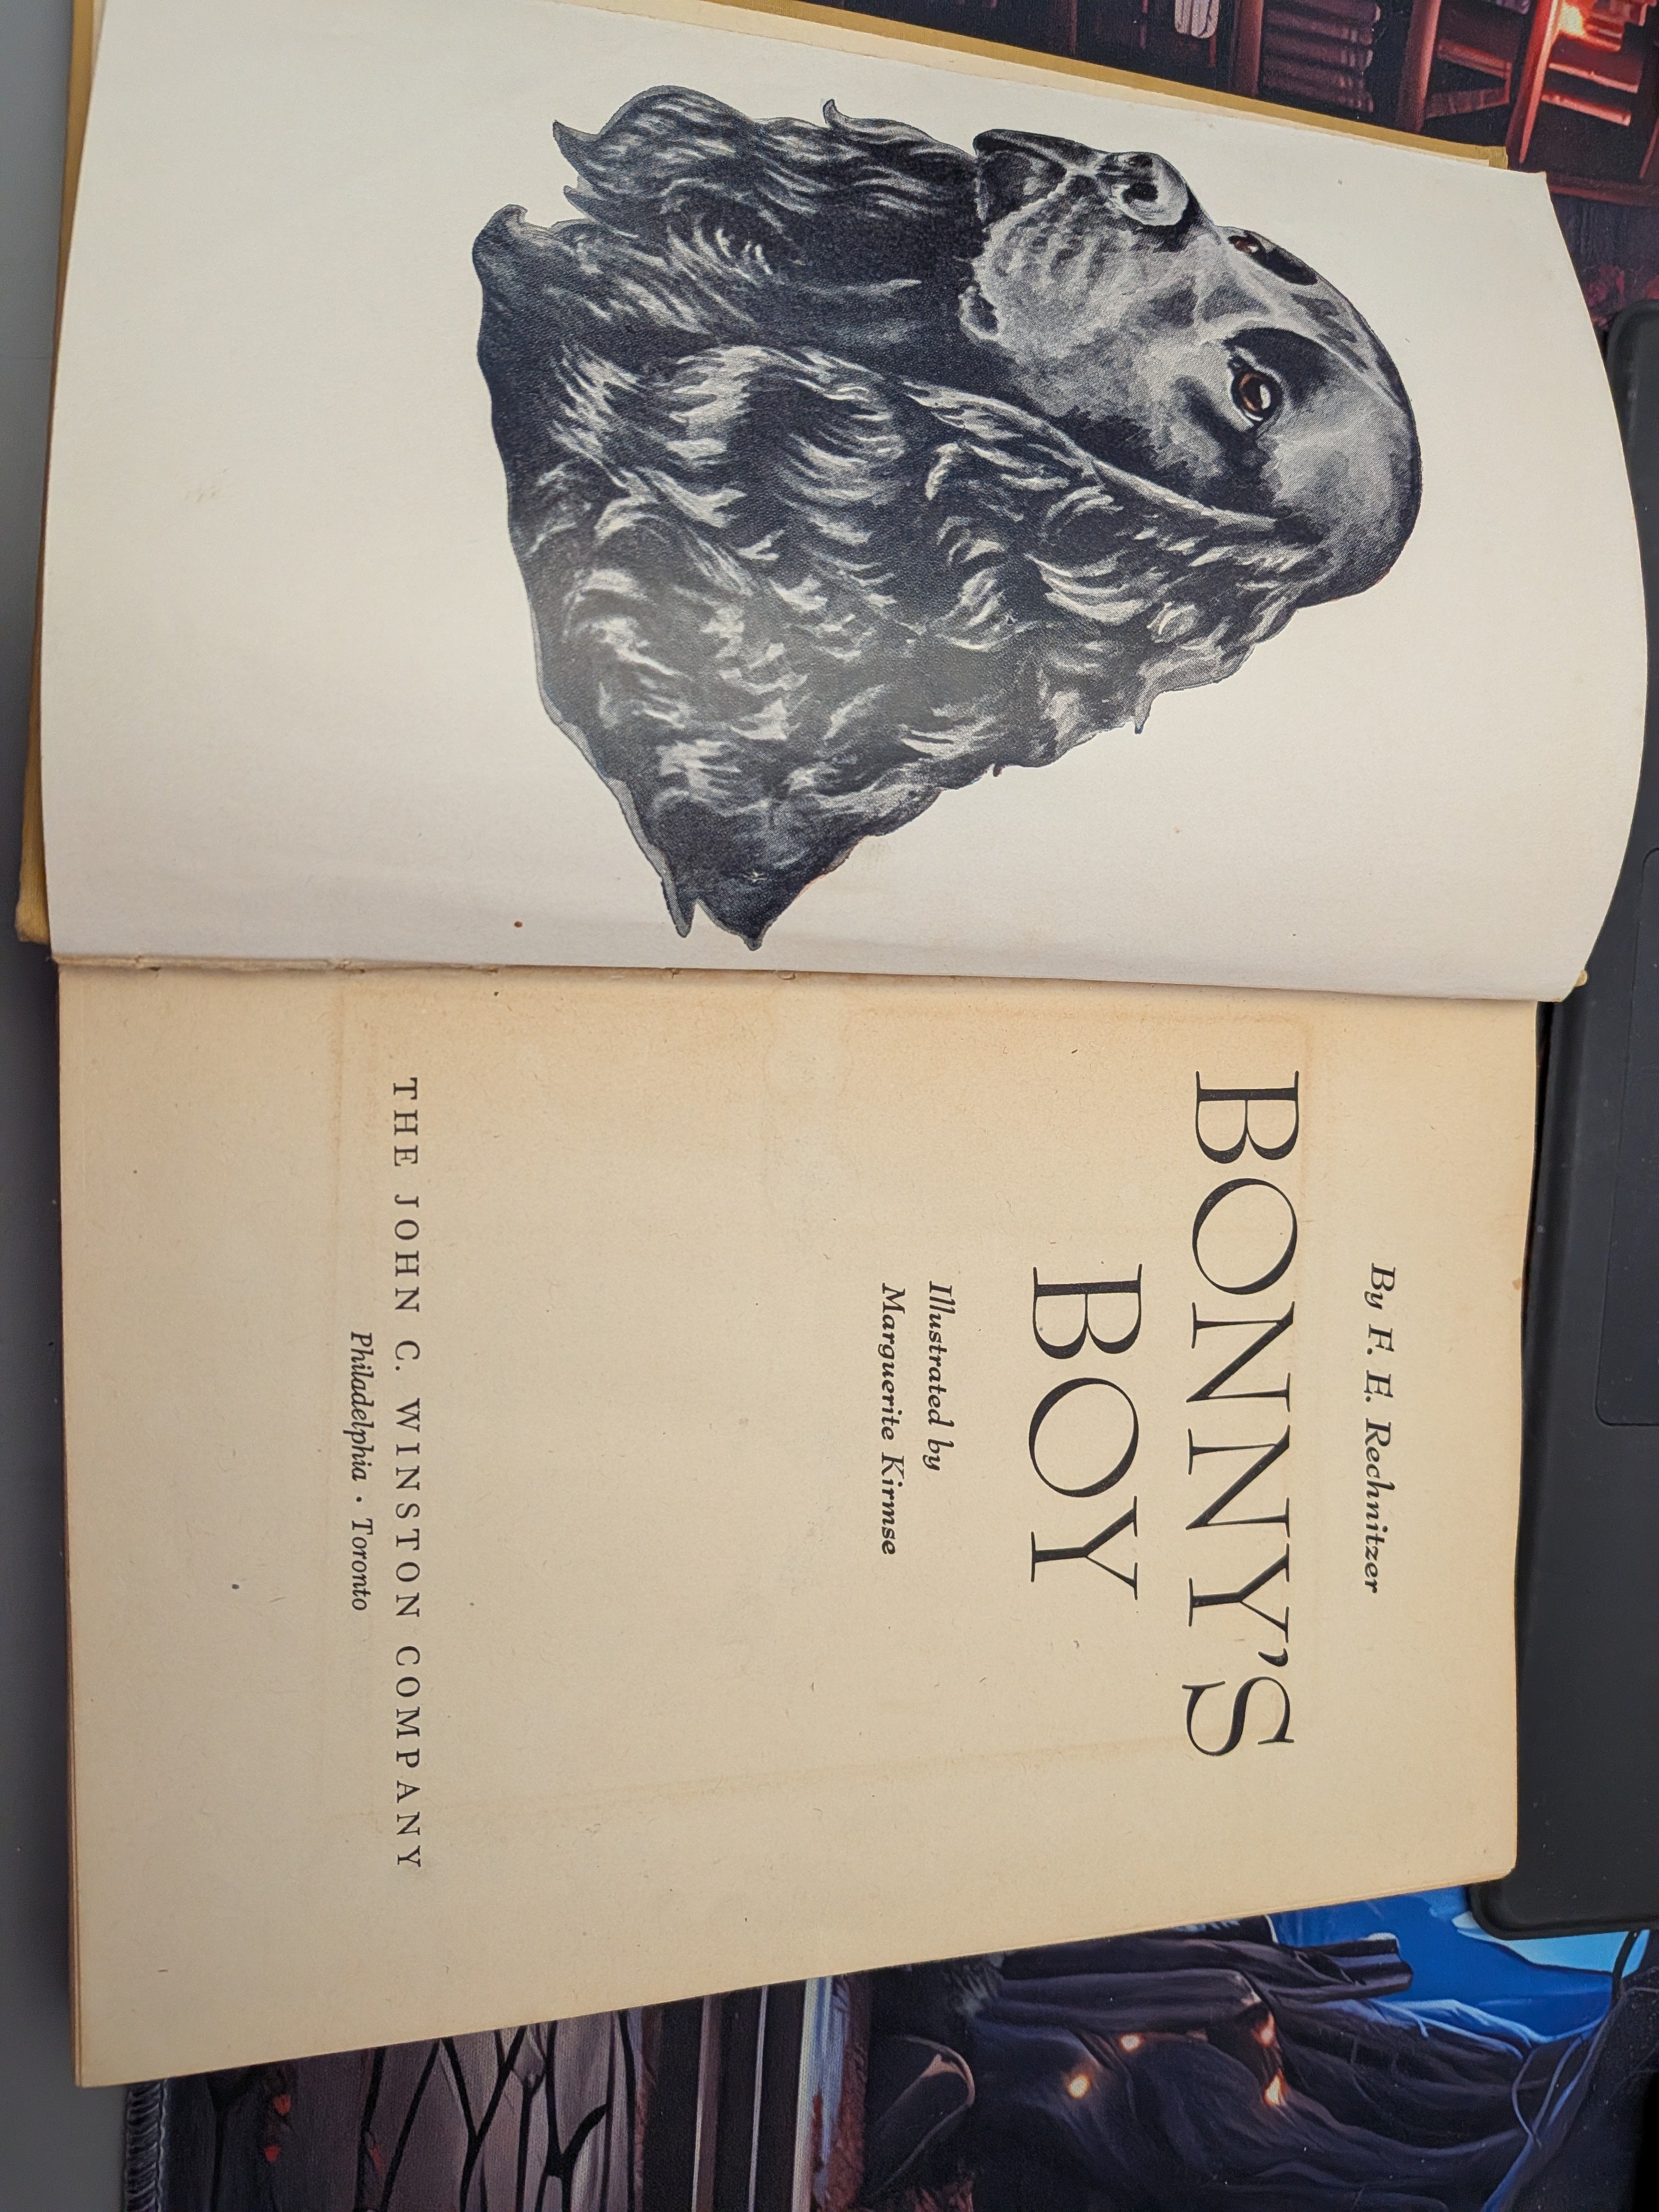 By F. E. Rechnitzer
BONNY'S
BOY
Illustrated by
Marguerite Kirmse
THE JOHN C. WINSTON COMPANY
Philadelphia • Toronto